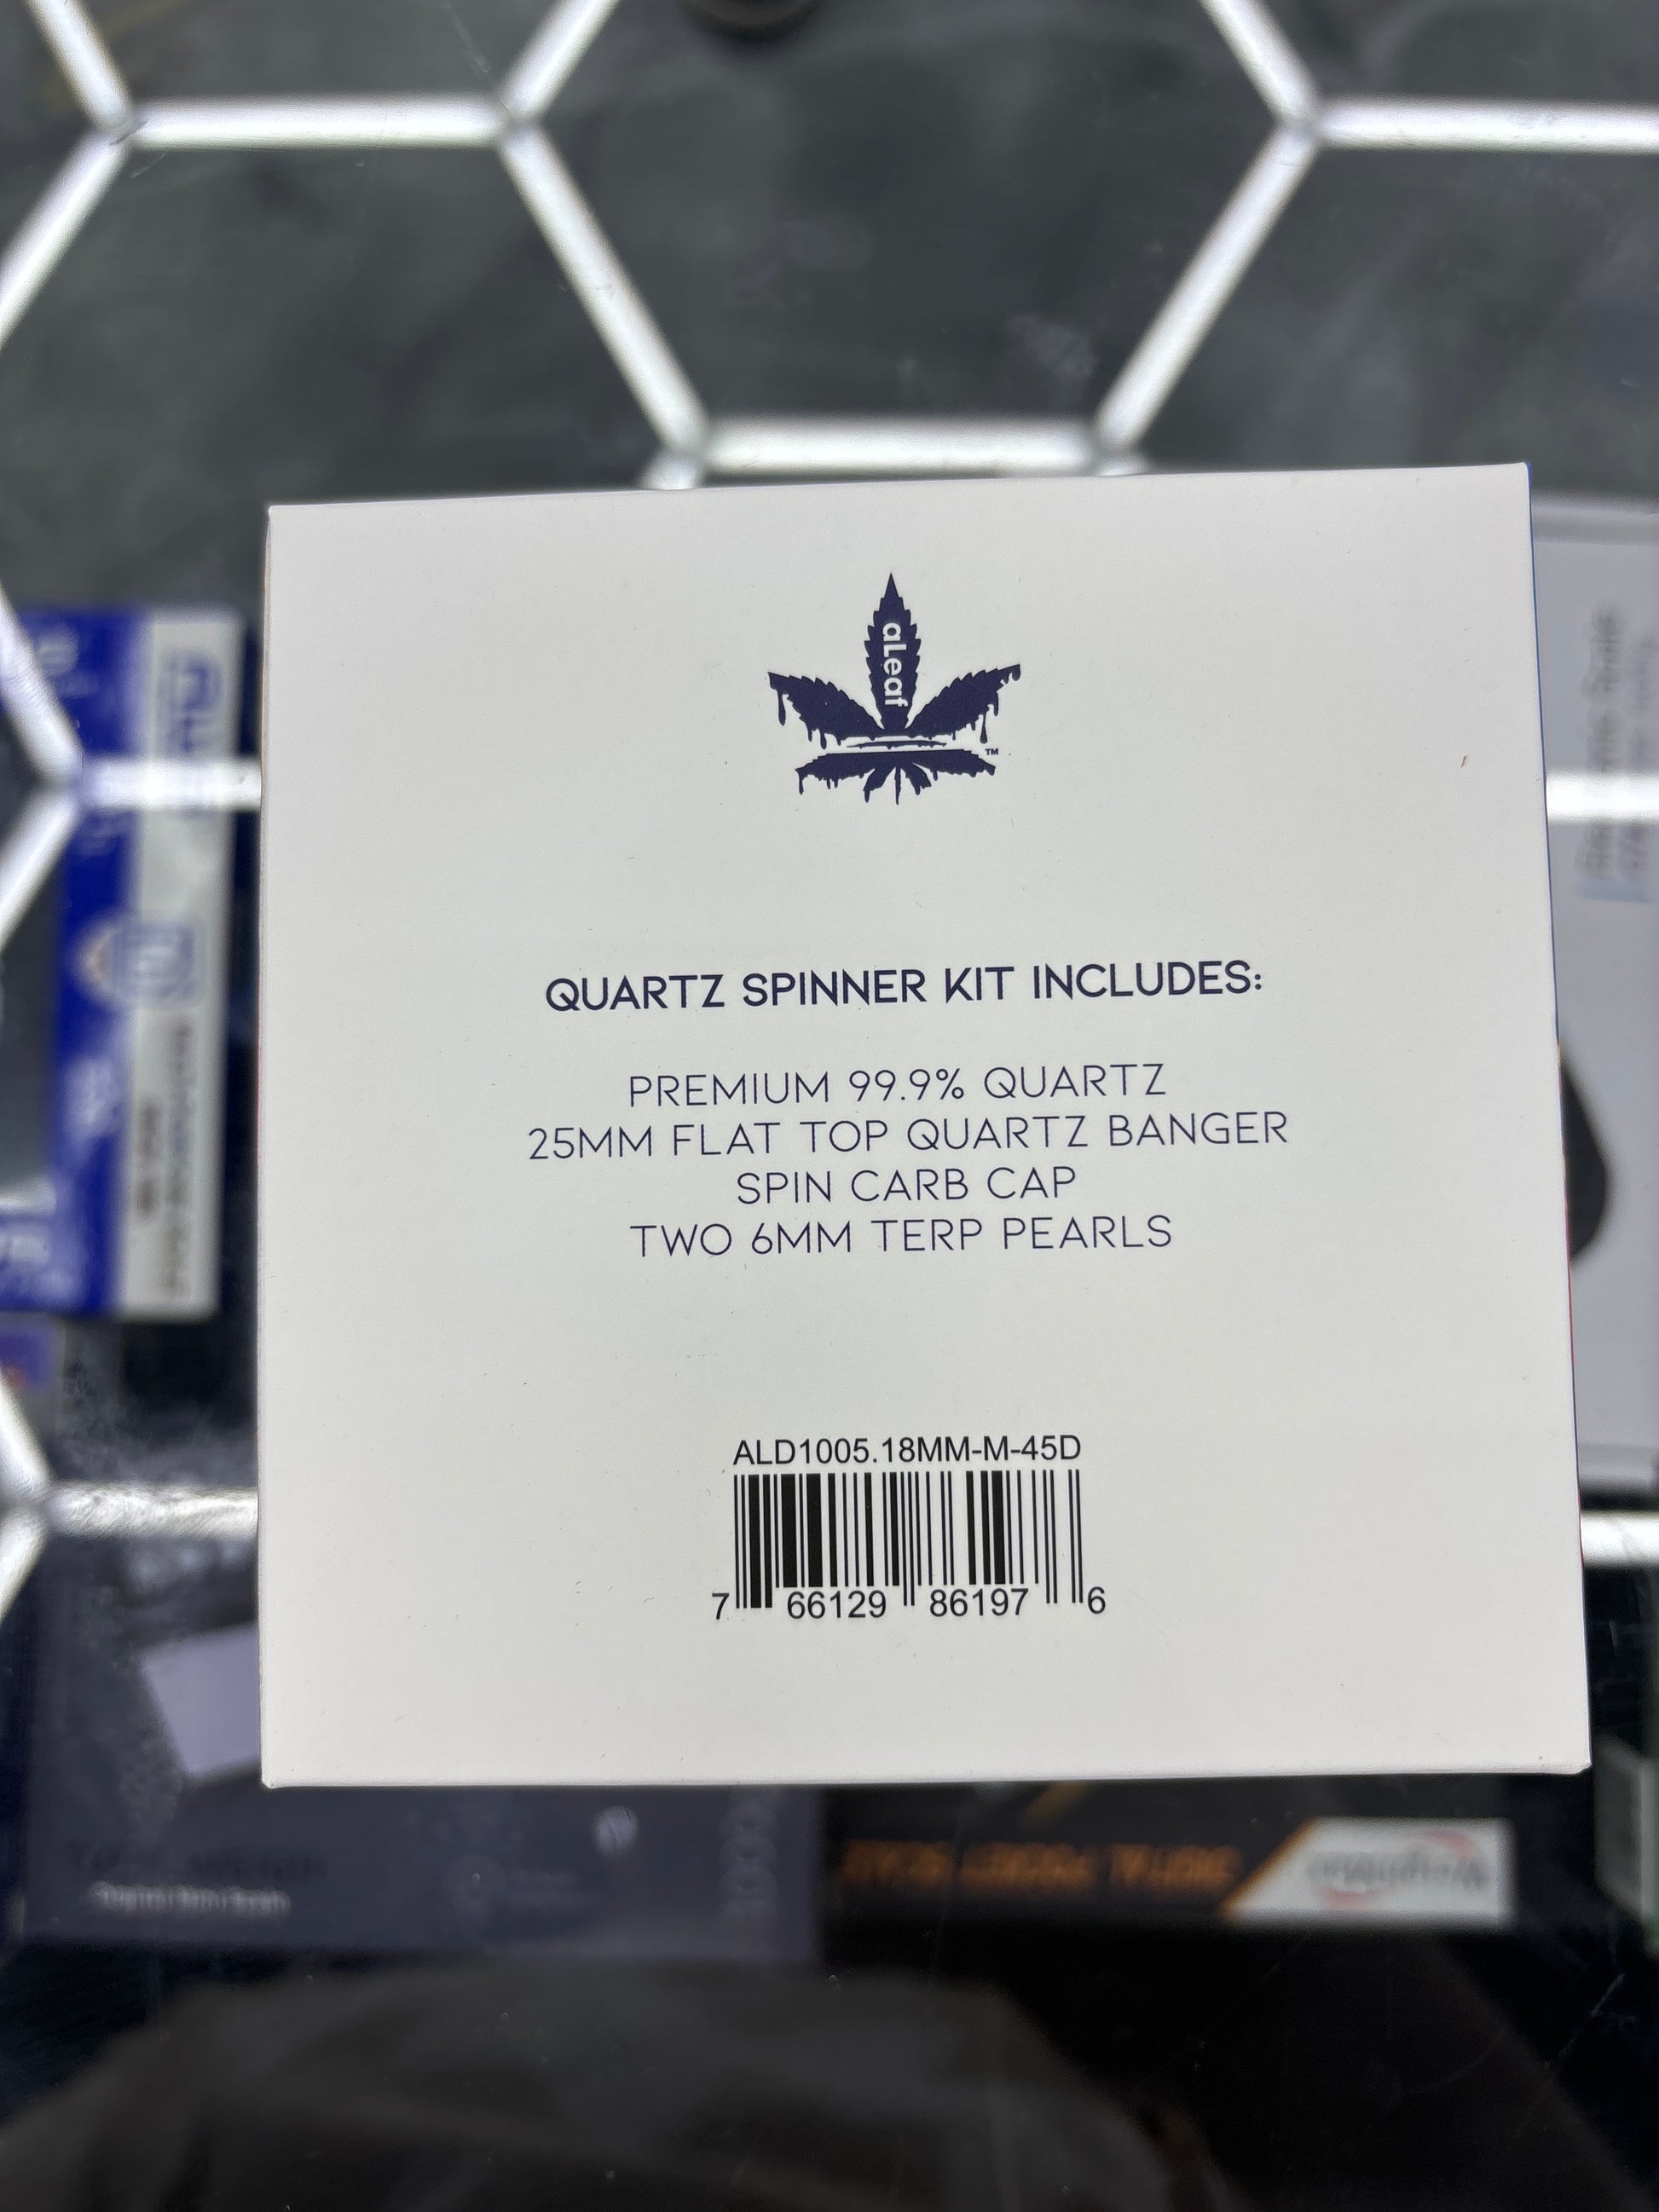 aLeaf
™
QUARTZ SPINNER KIT INCLUDES:
PREMIUM 99.9% QUARTZ
25MM FLAT TOP QUARTZ BANGER
SPIN CARB CAP
TWO 6MM TERP PEARLS
ALD1005.18MM-M-45D
7 66129 86197 6